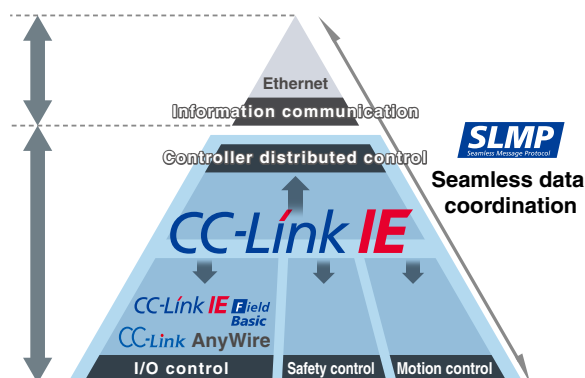 Ethernet
Information communication
Controller distributed control
SLMP
Seamless Message Protocol
Seamless data
coordination
CC-Link IE
CC-Link IE Field
Basic
CC-Link AnyWire
I/O control
Safety control
Motion control